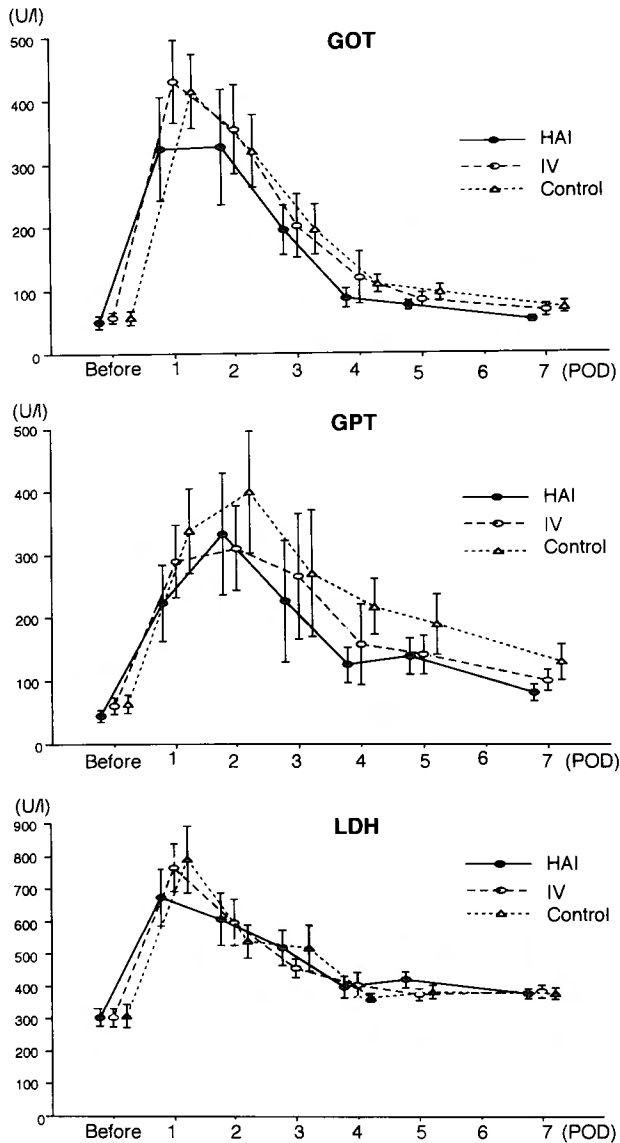 (U/l)
GOT
500
400
300
200
100
0
HAI
IV
Control
Before 1 2 3 4 5 6 7 (POD)
(U/l)
GPT
500
400
300
200
100
0
HAI
IV
Control
Before 1 2 3 4 5 6 7 (POD)
(U/l)
LDH
900
800
700
600
500
400
300
200
100
0
HAI
IV
Control
Before 1 2 3 4 5 6 7 (POD)